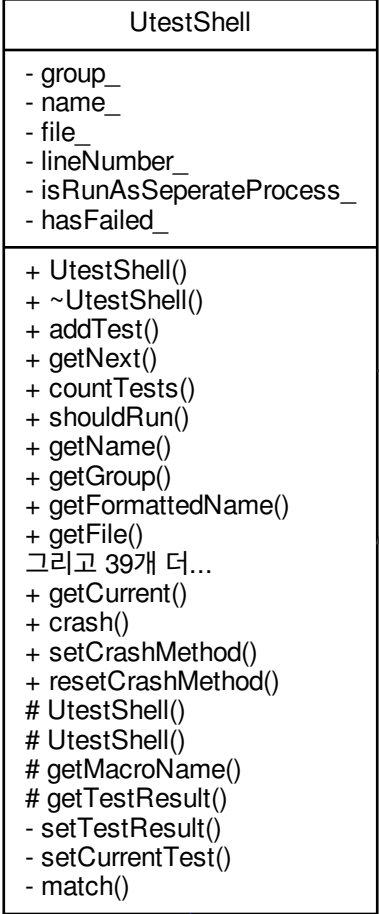 UtestShell
- group_
- name_
- file_
- lineNumber_
- isRunAsSeperateProcess_
- hasFailed_
+ UtestShell()
+ ~UtestShell()
+ addTest()
+ getNext()
+ countTests()
+ shouldRun()
+ getName()
+ getGroup()
+ getFormattedName()
+ getFile()
그리고 39개 더...
+ getCurrent()
+ crash()
+ setCrashMethod()
+ resetCrashMethod()
# UtestShell()
# UtestShell()
# getMacroName()
# getTestResult()
- setTestResult()
- setCurrentTest()
- match()